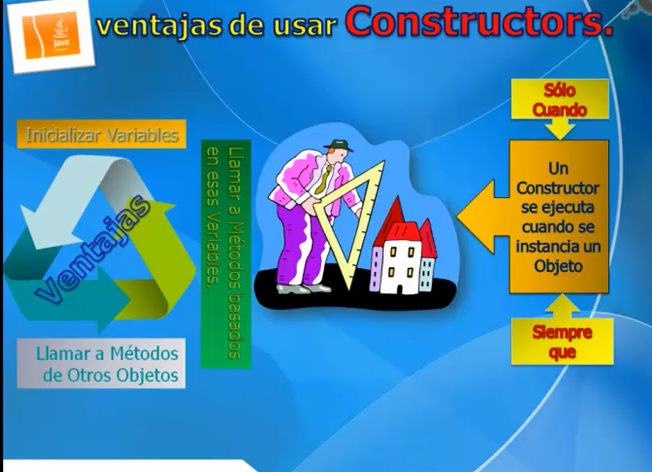 Java
ventajas de usar Constructors.
Inicializar Variables
Ventajas
Llamar a Métodos
de Otros Objetos
Llamar a Métodos basados
en esas Variables.
Sólo
Cuando
Un
Constructor
se ejecuta
cuando se
instancia un
Objeto
Siempre
que